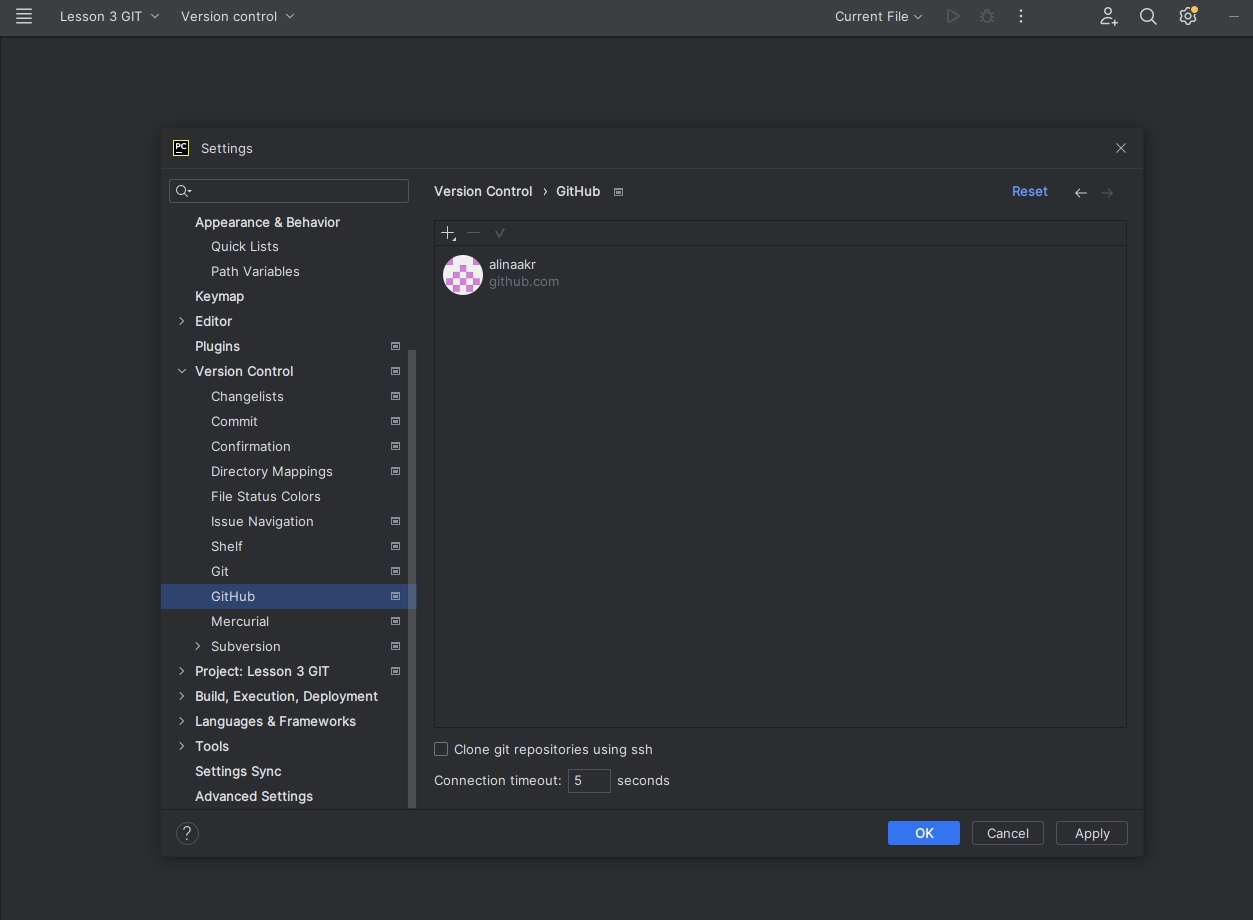 Lesson 3 GIT
Version control
Current File
PC
Settings
Version Control › GitHub
Reset
Appearance & Behavior
Quick Lists
Path Variables
Keymap
Editor
Plugins
Version Control
Changelists
Commit
Confirmation
Directory Mappings
File Status Colors
Issue Navigation
Shelf
Git
GitHub
Mercurial
Subversion
Project: Lesson 3 GIT
Build, Execution, Deployment
Languages & Frameworks
Tools
Settings Sync
Advanced Settings
alinaakr
github.com
Clone git repositories using ssh
Connection timeout: 5 seconds
?
OK
Cancel
Apply